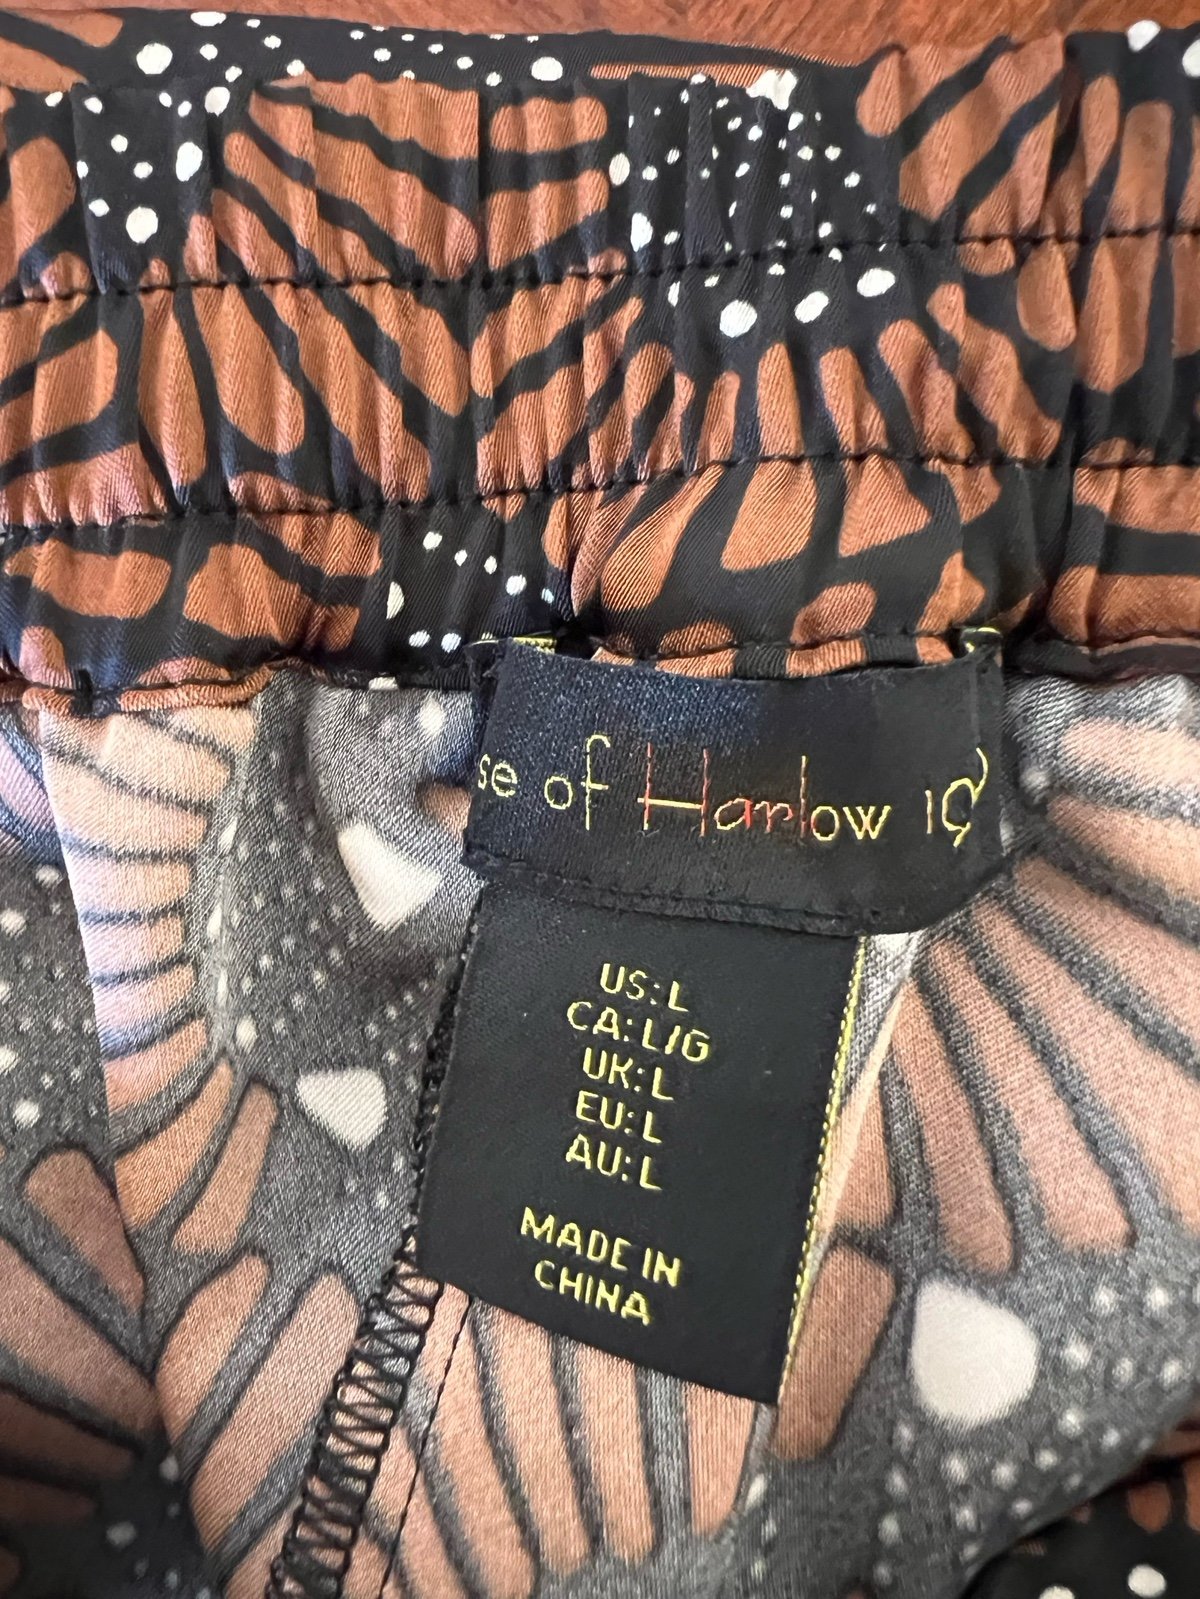 se of Harlow 19
US: L
CA: L/G
UK: L
EU: L
AU: L
MADE IN
CHINA